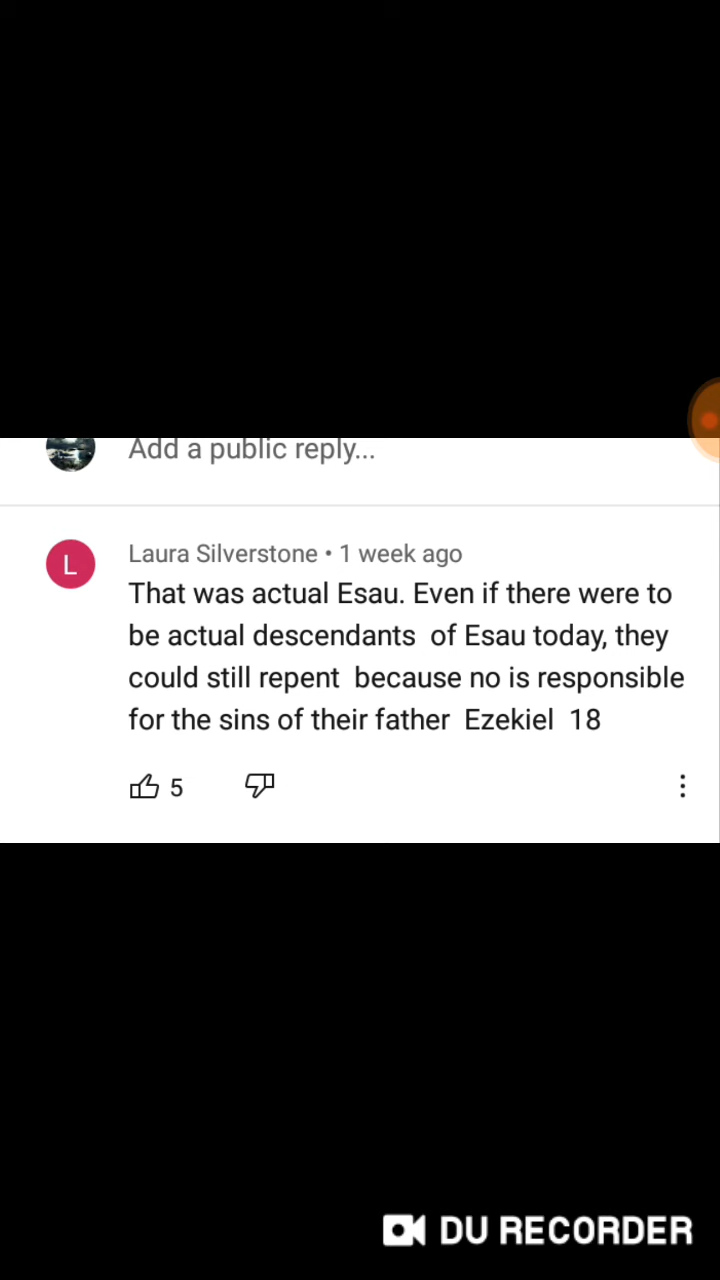 Add a public reply...
L
Laura Silverstone • 1 week ago
That was actual Esau. Even if there were to
be actual descendants  of Esau today, they
could still repent  because no is responsible
for the sins of their father  Ezekiel  18
5
DU RECORDER